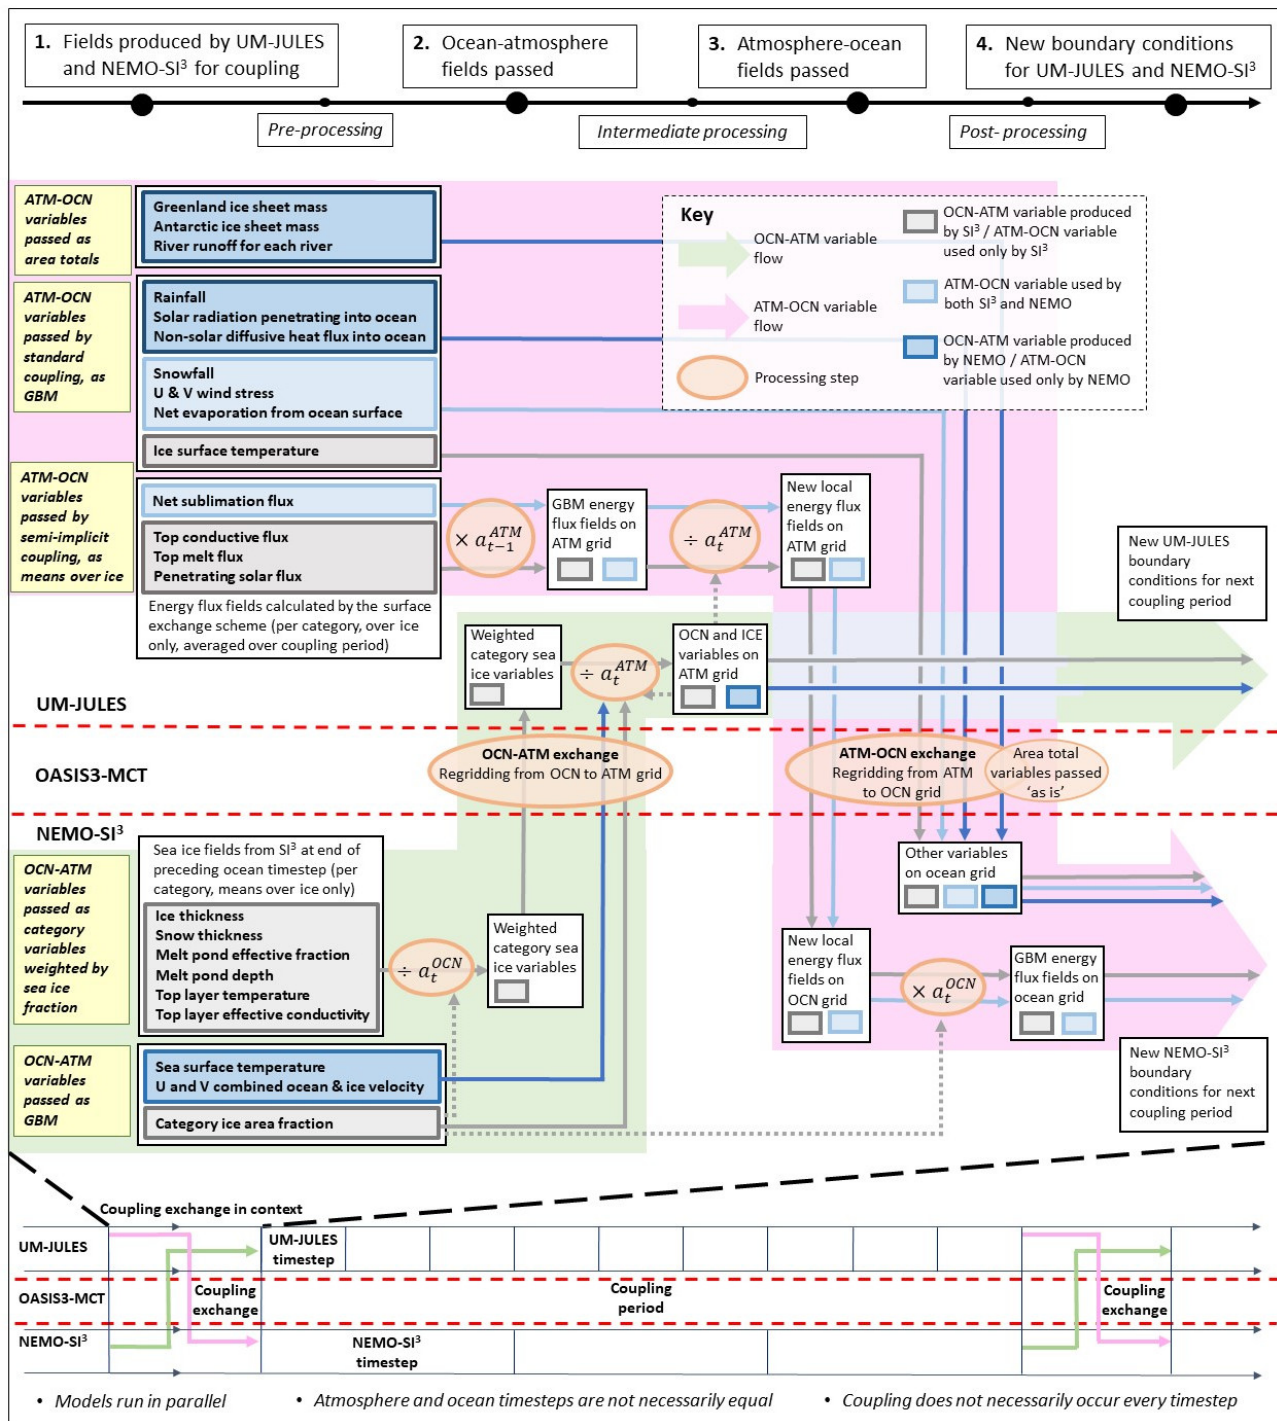 1. Fields produced by UM-JULES
and NEMO-SI³ for coupling
2. Ocean-atmosphere
fields passed
3. Atmosphere-ocean
fields passed
4. New boundary conditions
for UM-JULES and NEMO-SI³
Pre-processing
Intermediate processing
Post- processing
ATM-OCN
variables
passed as
area totals
Greenland ice sheet mass
Antarctic ice sheet mass
River runoff for each river
Key
OCN-ATM variable
flow
ATM-OCN variable
flow
Processing step
OCN-ATM variable produced
by SI³ / ATM-OCN variable
used only by SI³
ATM-OCN variable used by
both SI³ and NEMO
OCN-ATM variable produced
by NEMO / ATM-OCN
variable used only by NEMO
ATM-OCN
variables
passed by
standard
coupling, as
GBM
Rainfall
Solar radiation penetrating into ocean
Non-solar diffusive heat flux into ocean
Snowfall
U & V wind stress
Net evaporation from ocean surface
Ice surface temperature
ATM-OCN
variables
passed by
semi-implicit
coupling, as
means over ice
Net sublimation flux
Top conductive flux
Top melt flux
Penetrating solar flux
Energy flux fields calculated by the surface
exchange scheme (per category, over ice
only, averaged over coupling period)
× a_{t−1}^{ATM}
GBM energy
flux fields on
ATM grid
÷ a_t^{ATM}
New local
energy flux
fields on
ATM grid
New UM-JULES
boundary
conditions for next
coupling period
Weighted
category sea
ice variables
÷ a_t^{ATM}
OCN and ICE
variables on
ATM grid
UM-JULES
OASIS3-MCT
OCN-ATM exchange
Regridding from OCN to ATM grid
ATM-OCN exchange
Regridding from ATM
to OCN grid
Area total
variables passed
'as is'
NEMO-SI³
OCN-ATM
variables
passed as
category
variables
weighted by
sea ice
fraction
Sea ice fields from SI³ at end of
preceding ocean timestep (per
category, means over ice only)
Ice thickness
Snow thickness
Melt pond effective fraction
Melt pond depth
Top layer temperature
Top layer effective conductivity
÷ a_t^{OCN}
Weighted
category sea
ice variables
Other variables
on ocean grid
New local
energy flux
fields on
OCN grid
× a_t^{OCN}
GBM energy
flux fields on
ocean grid
OCN-ATM
variables
passed as
GBM
Sea surface temperature
U and V combined ocean & ice velocity
Category ice area fraction
New NEMO-SI³
boundary
conditions for next
coupling period
Coupling exchange in context
UM-JULES
UM-JULES
timestep
OASIS3-MCT
Coupling
exchange
Coupling
period
Coupling
exchange
NEMO-SI³
NEMO-SI³
timestep
• Models run in parallel
• Atmosphere and ocean timesteps are not necessarily equal
• Coupling does not necessarily occur every timestep